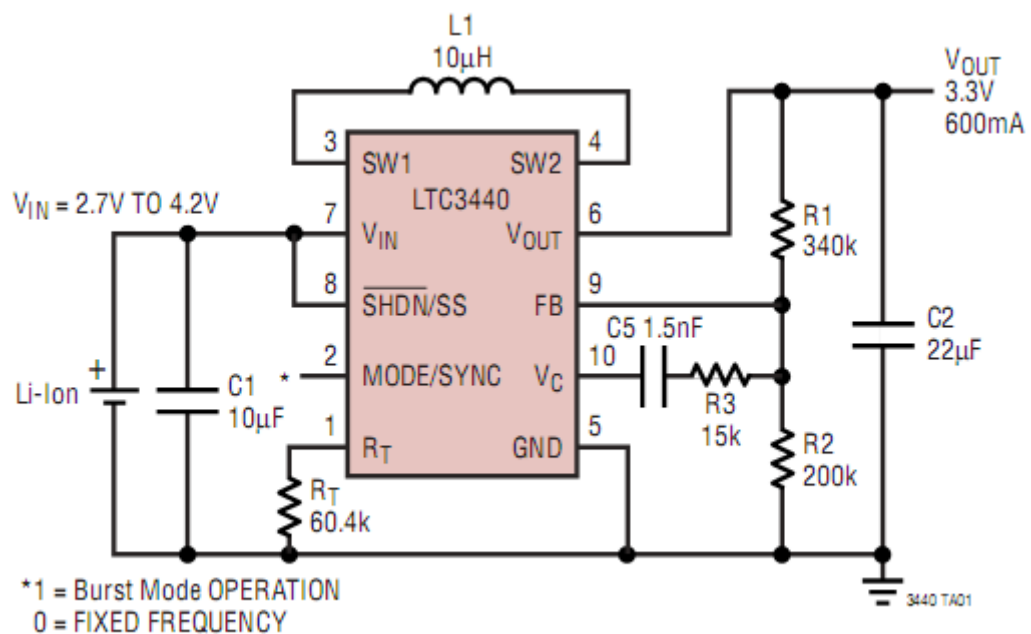 L1
10µH
VOUT
3.3V
600mA
3
SW1
SW2
4
LTC3440
VIN = 2.7V TO 4.2V
7
VIN
VOUT
6
R1
340k
8
SHDN/SS
FB
9
C5 1.5nF
C2
22µF
2
*
MODE/SYNC
VC
10
R3
15k
+
Li-Ion
C1
10µF
1
RT
GND
5
R2
200k
RT
60.4k
*1 = Burst Mode OPERATION
0 = FIXED FREQUENCY
3440 TA01